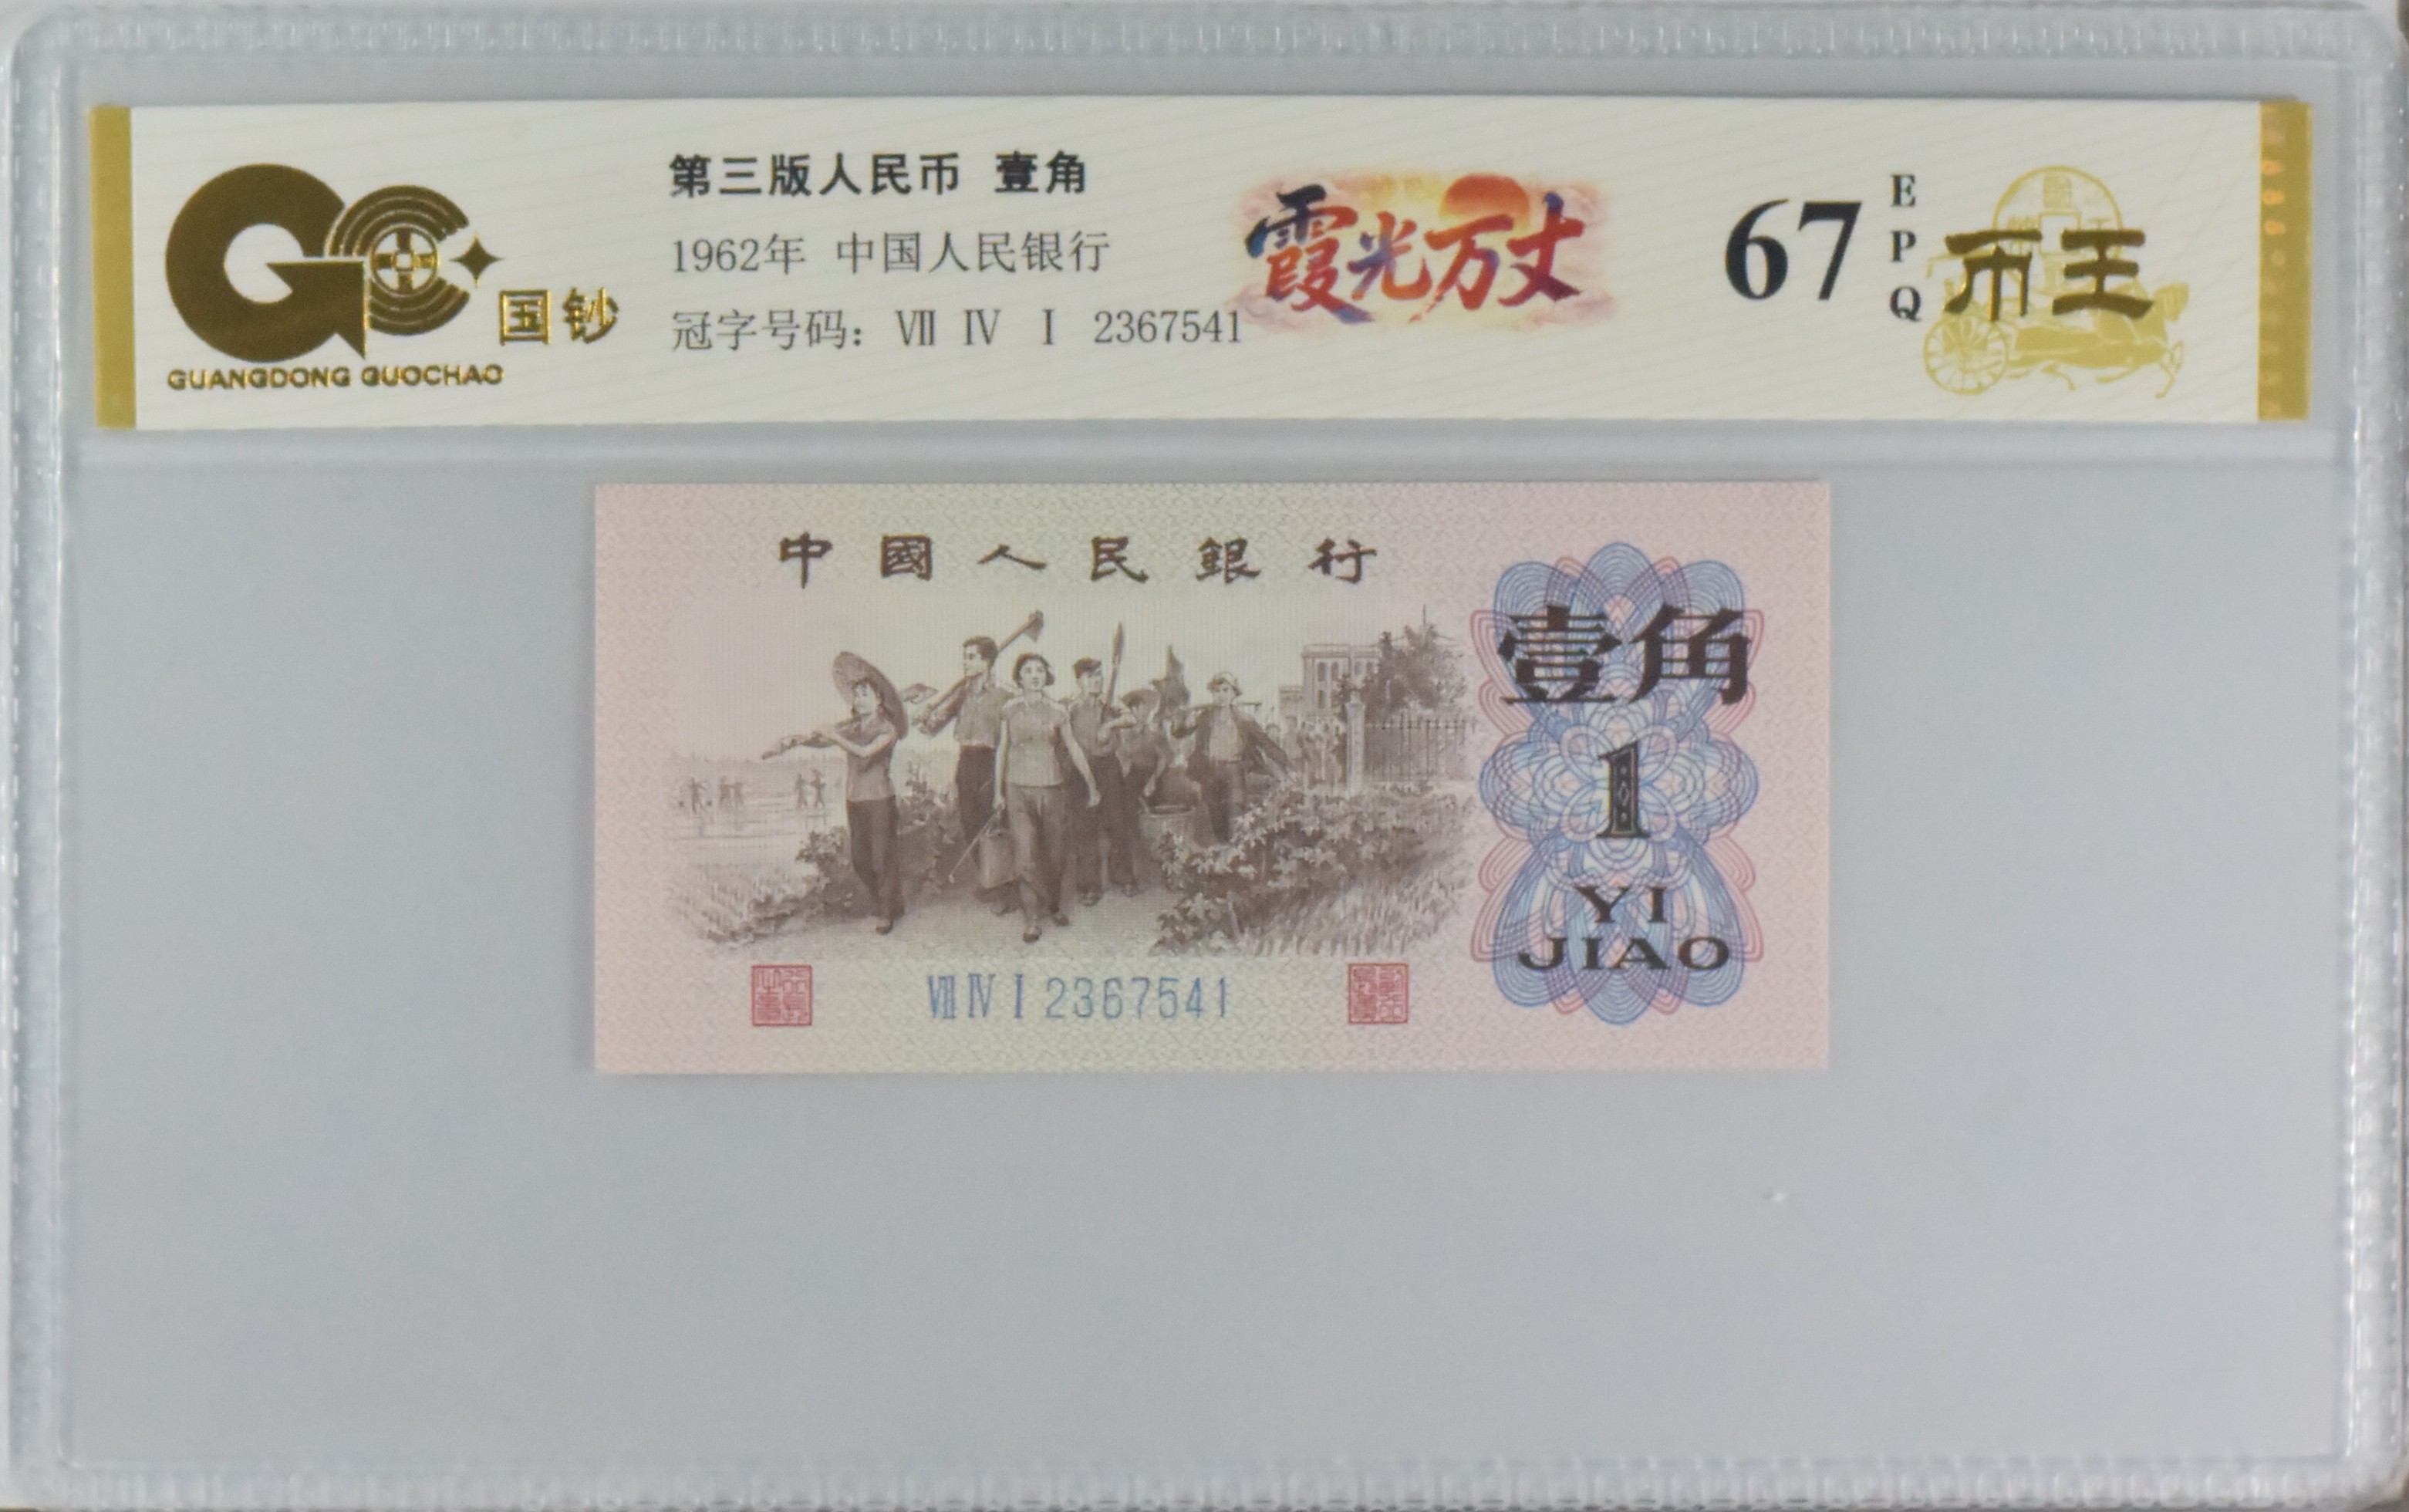 第三版人民币 壹角
1962年 中国人民银行
冠字号码：Ⅶ Ⅳ Ⅰ 2367541
国钞
GUANGDONG GUOCHAO
霞光万丈
67
EPQ
币王
中國人民銀行
壹角
1
YI
JIAO
Ⅶ Ⅳ Ⅰ 2367541